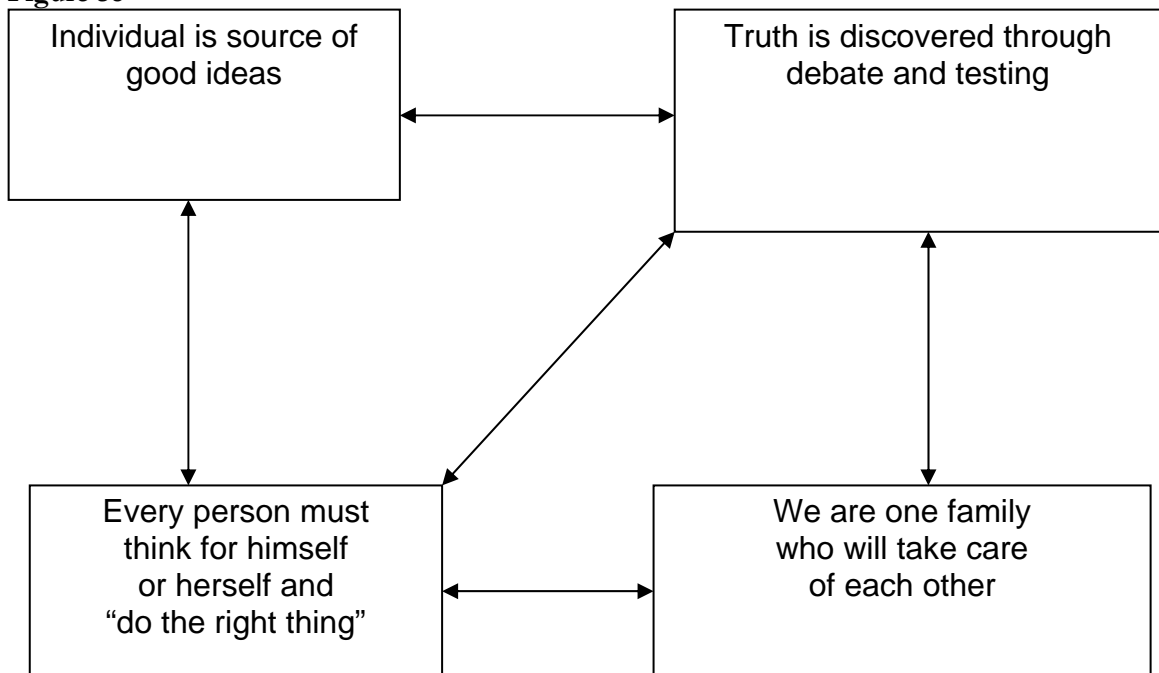 Individual is source of
good ideas
Truth is discovered through
debate and testing
Every person must
think for himself
or herself and
“do the right thing”
We are one family
who will take care
of each other